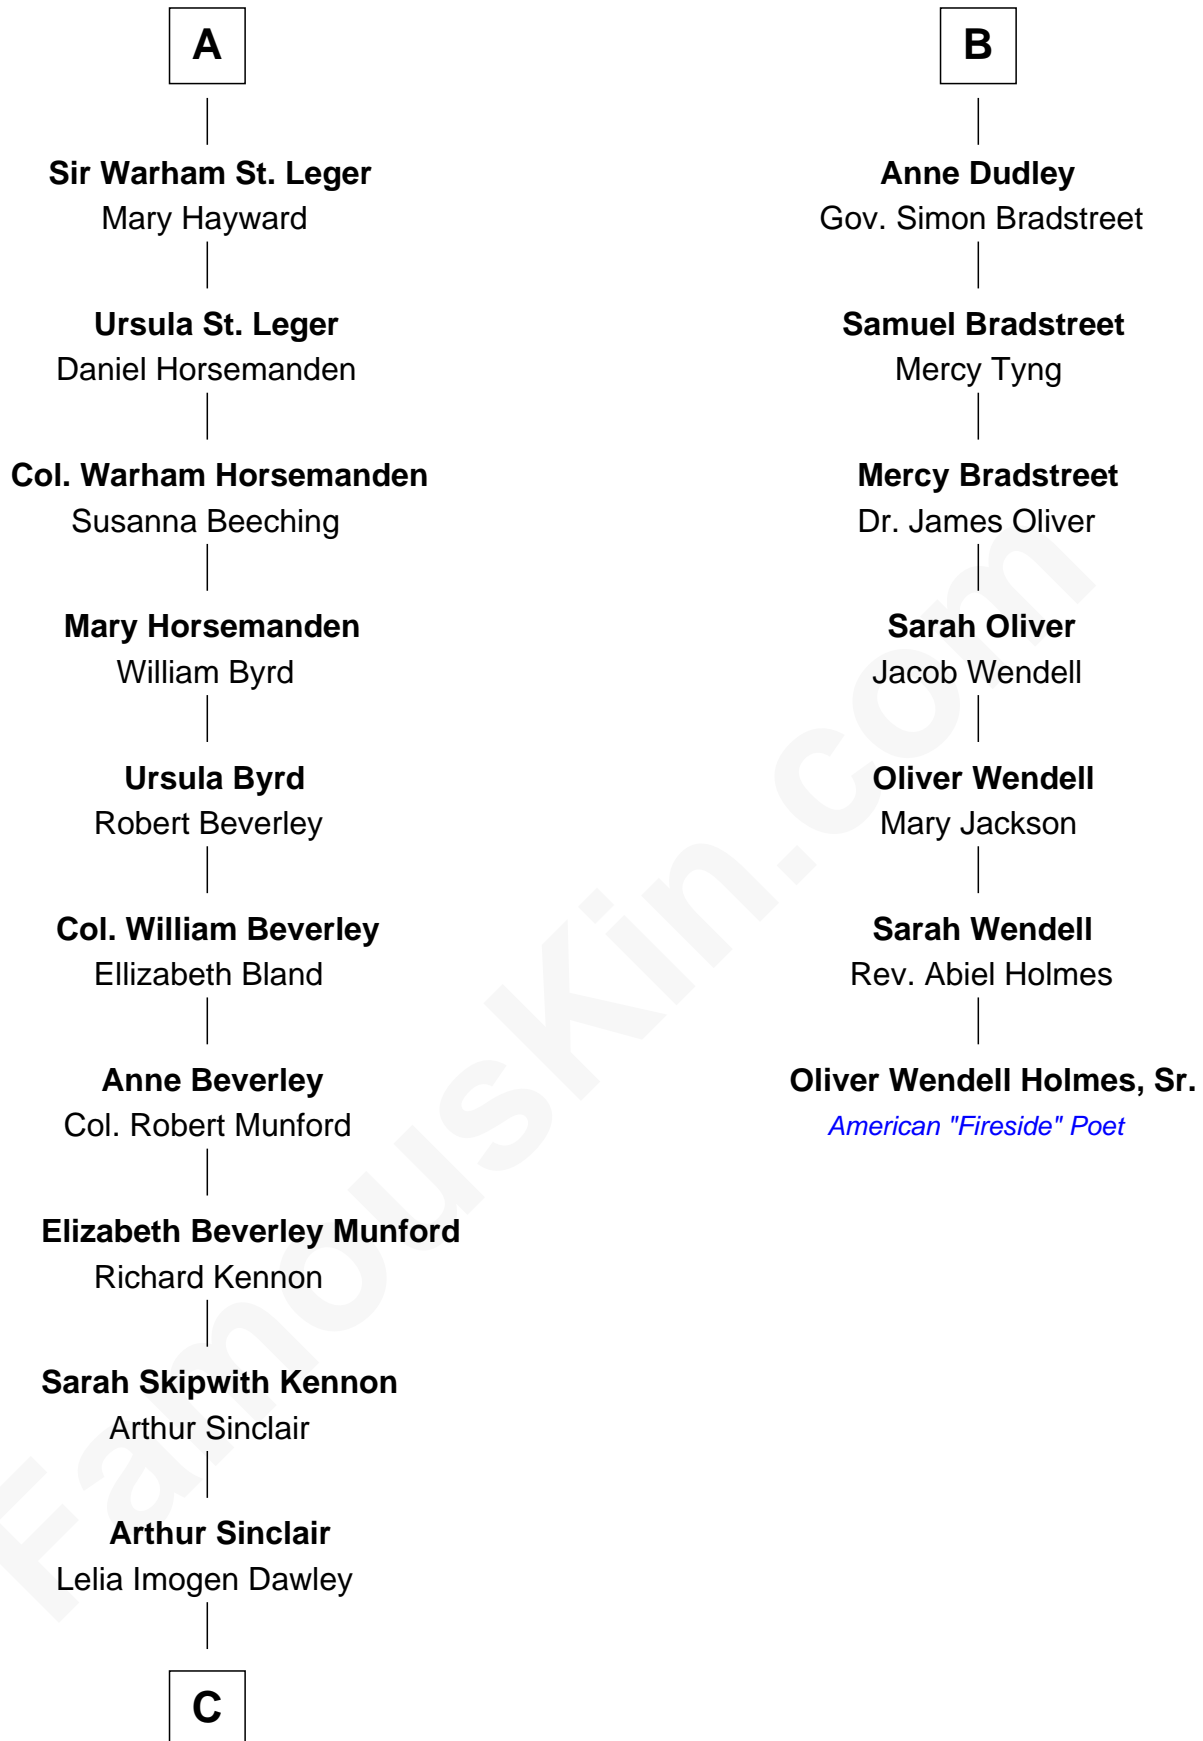 A
Sir Warham St. Leger
Mary Hayward
Ursula St. Leger
Daniel Horsemanden
Col. Warham Horsemanden
Susanna Beeching
Mary Horsemanden
William Byrd
Ursula Byrd
Robert Beverley
Col. William Beverley
Ellizabeth Bland
Anne Beverley
Col. Robert Munford
Elizabeth Beverley Munford
Richard Kennon
Sarah Skipwith Kennon
Arthur Sinclair
Arthur Sinclair
Lelia Imogen Dawley
C
B
Anne Dudley
Gov. Simon Bradstreet
Samuel Bradstreet
Mercy Tyng
Mercy Bradstreet
Dr. James Oliver
Sarah Oliver
Jacob Wendell
Oliver Wendell
Mary Jackson
Sarah Wendell
Rev. Abiel Holmes
Oliver Wendell Holmes, Sr.
American "Fireside" Poet
FamousKin.com